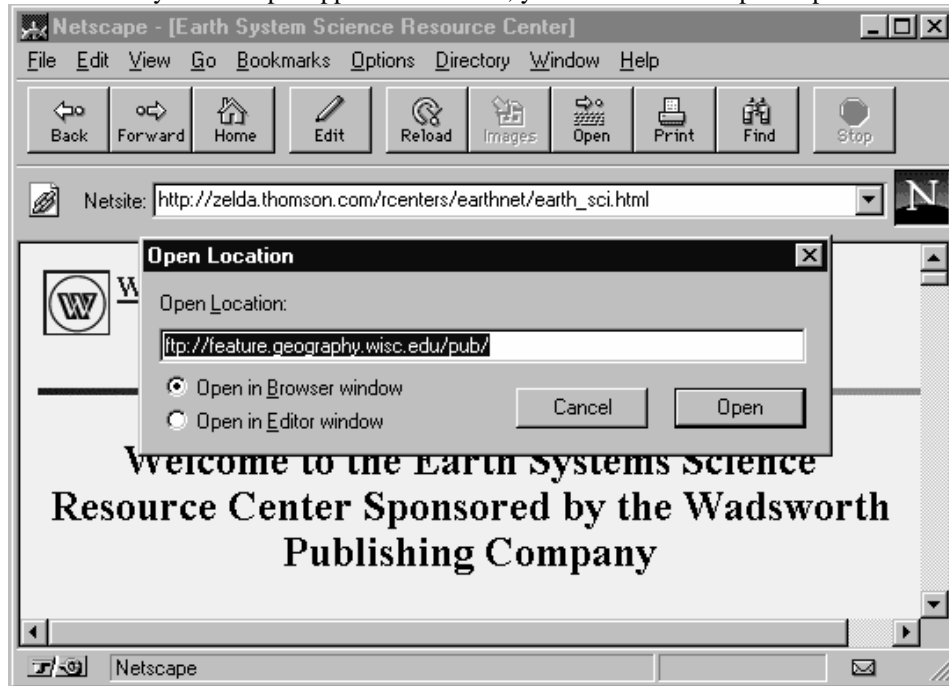 Netscape - [Earth System Science Resource Center]
File Edit View Go Bookmarks Options Directory Window Help
Back Forward Home Edit Reload Images Open Print Find Stop
Netsite: http://zelda.thomson.com/rcenters/earthnet/earth_sci.html
N
Open Location
W
W
Open Location:
ftp://feature.geography.wisc.edu/pub/
Open in Browser window
Open in Editor window
Cancel Open
Welcome to the Earth Systems Science
Resource Center Sponsored by the Wadsworth
Publishing Company
Netscape